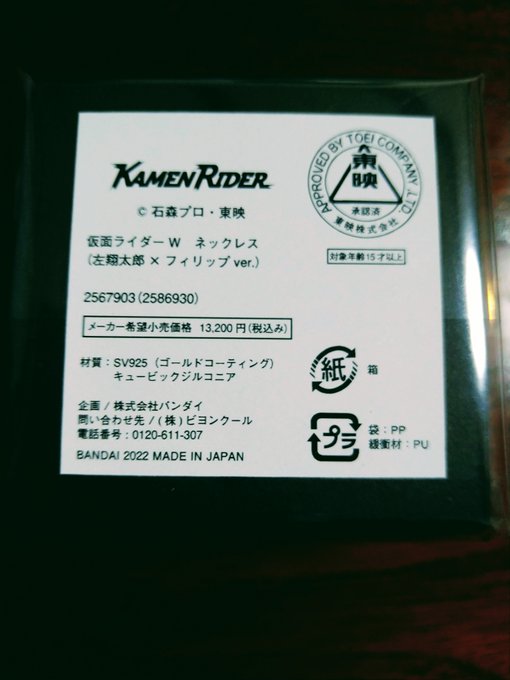 KAMEN RIDER
© 石森プロ・東映
APPROVED BY TOEI COMPANY, LTD.
東映
承認済
東映株式会社
仮面ライダーW ネックレス
(左翔太郎 × フィリップ ver.)
対象年齢15才以上
2567903(2586930)
メーカー希望小売価格 13,200円(税込み)
材質:SV925(ゴールドコーティング)
キュービックジルコニア
紙 箱
企画 / 株式会社バンダイ
問い合わせ先 / (株) ビヨンクール
電話番号:0120-611-307
BANDAI 2022 MADE IN JAPAN
プラ
袋:PP
緩衝材:PU